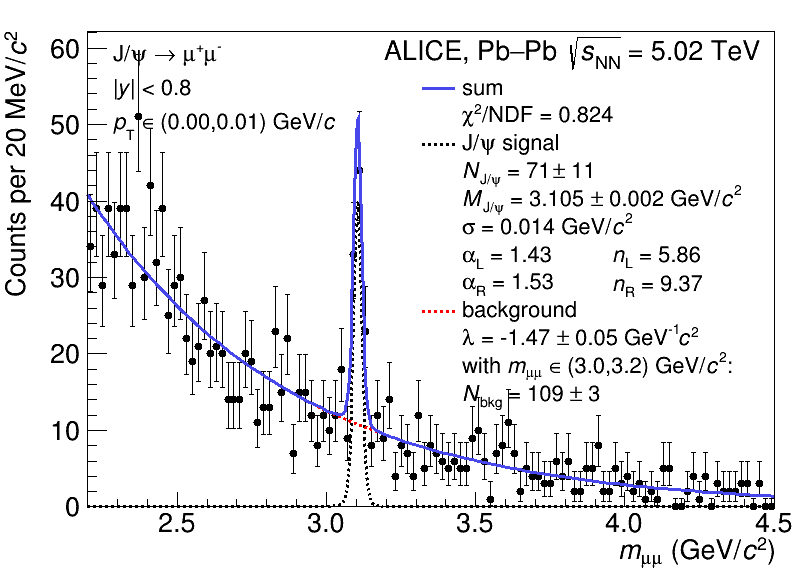 J/ψ → μ⁺μ⁻
|y| < 0.8
p_T ∈ (0.00,0.01) GeV/c
ALICE, Pb–Pb √s_NN = 5.02 TeV
sum
χ²/NDF = 0.824
J/ψ signal
N_J/ψ = 71 ± 11
M_J/ψ = 3.105 ± 0.002 GeV/c²
σ = 0.014 GeV/c²
α_L = 1.43 n_L = 5.86
α_R = 1.53 n_R = 9.37
background
λ = -1.47 ± 0.05 GeV⁻¹c²
with m_μμ ∈ (3.0,3.2) GeV/c²:
N_bkg = 109 ± 3
Counts per 20 MeV/c²
60
50
40
30
20
10
0
2.5 3.0 3.5 4.0 4.5
m_μμ (GeV/c²)